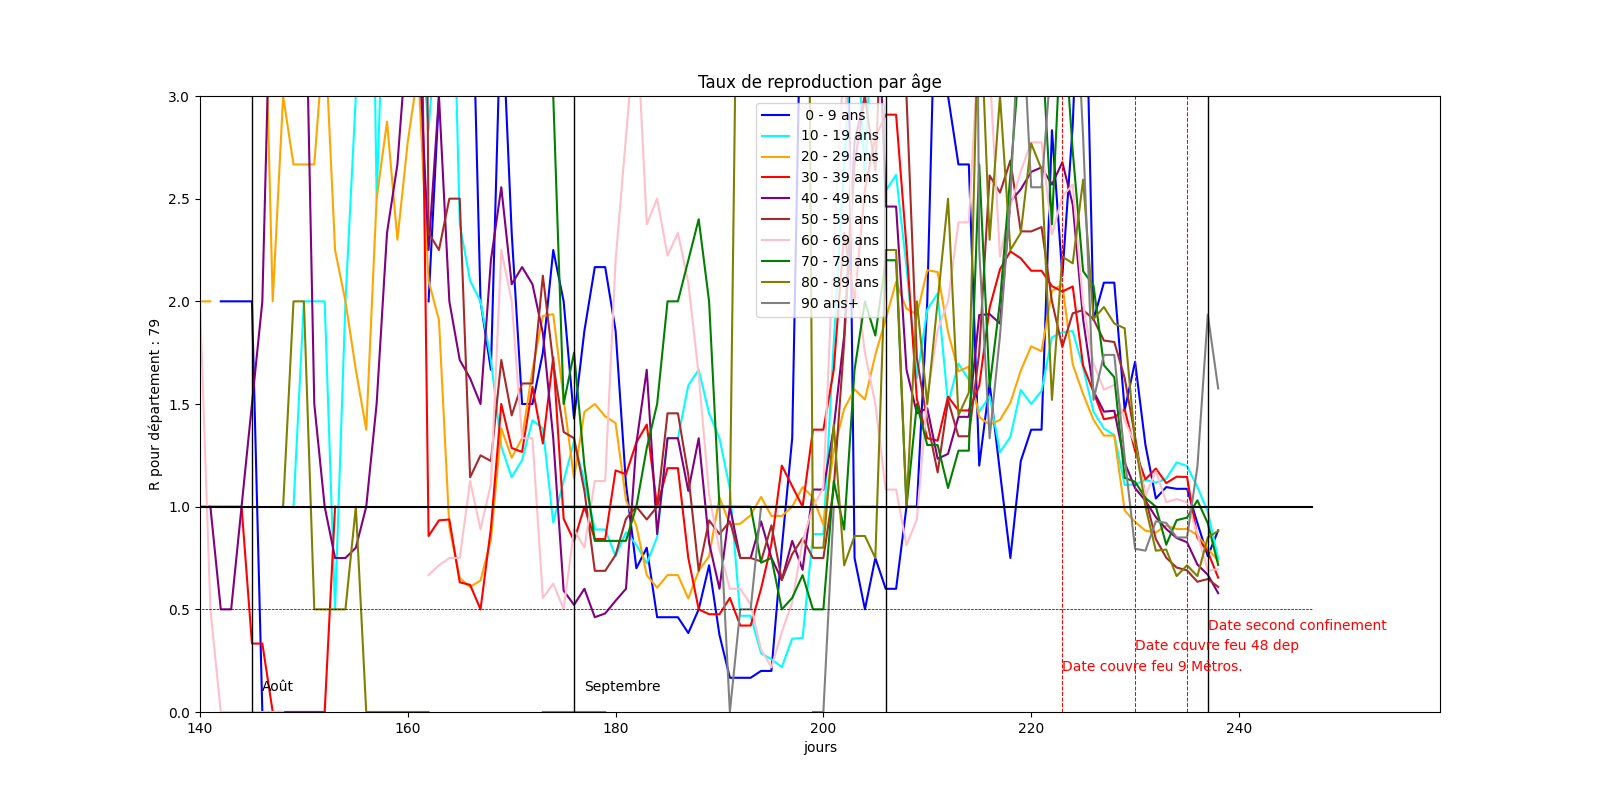 Taux de reproduction par âge
R pour département : 79
3.0
2.5
2.0
1.5
1.0
0.5
0.0
0 - 9 ans
10 - 19 ans
20 - 29 ans
30 - 39 ans
40 - 49 ans
50 - 59 ans
60 - 69 ans
70 - 79 ans
80 - 89 ans
90 ans+
Date second confinement
Date couvre feu 48 dep
Date couvre feu 9 Métros.
Août
Septembre
140
160
180
200
220
240
jours